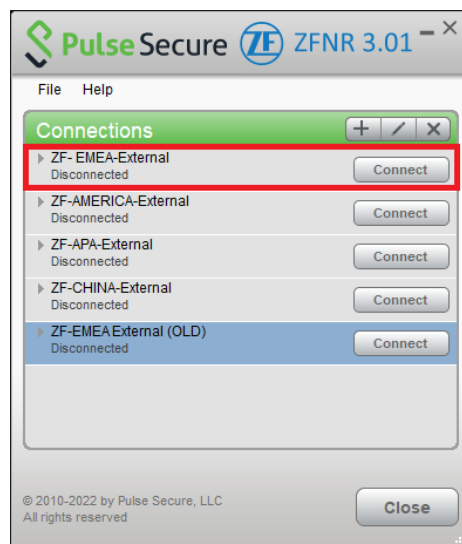 Pulse Secure ZF ZFNR 3.01
File Help
Connections
ZF- EMEA-External
Disconnected
Connect
ZF-AMERICA-External
Disconnected
Connect
ZF-APA-External
Disconnected
Connect
ZF-CHINA-External
Disconnected
Connect
ZF-EMEA External (OLD)
Disconnected
Connect
© 2010-2022 by Pulse Secure, LLC
All rights reserved
Close